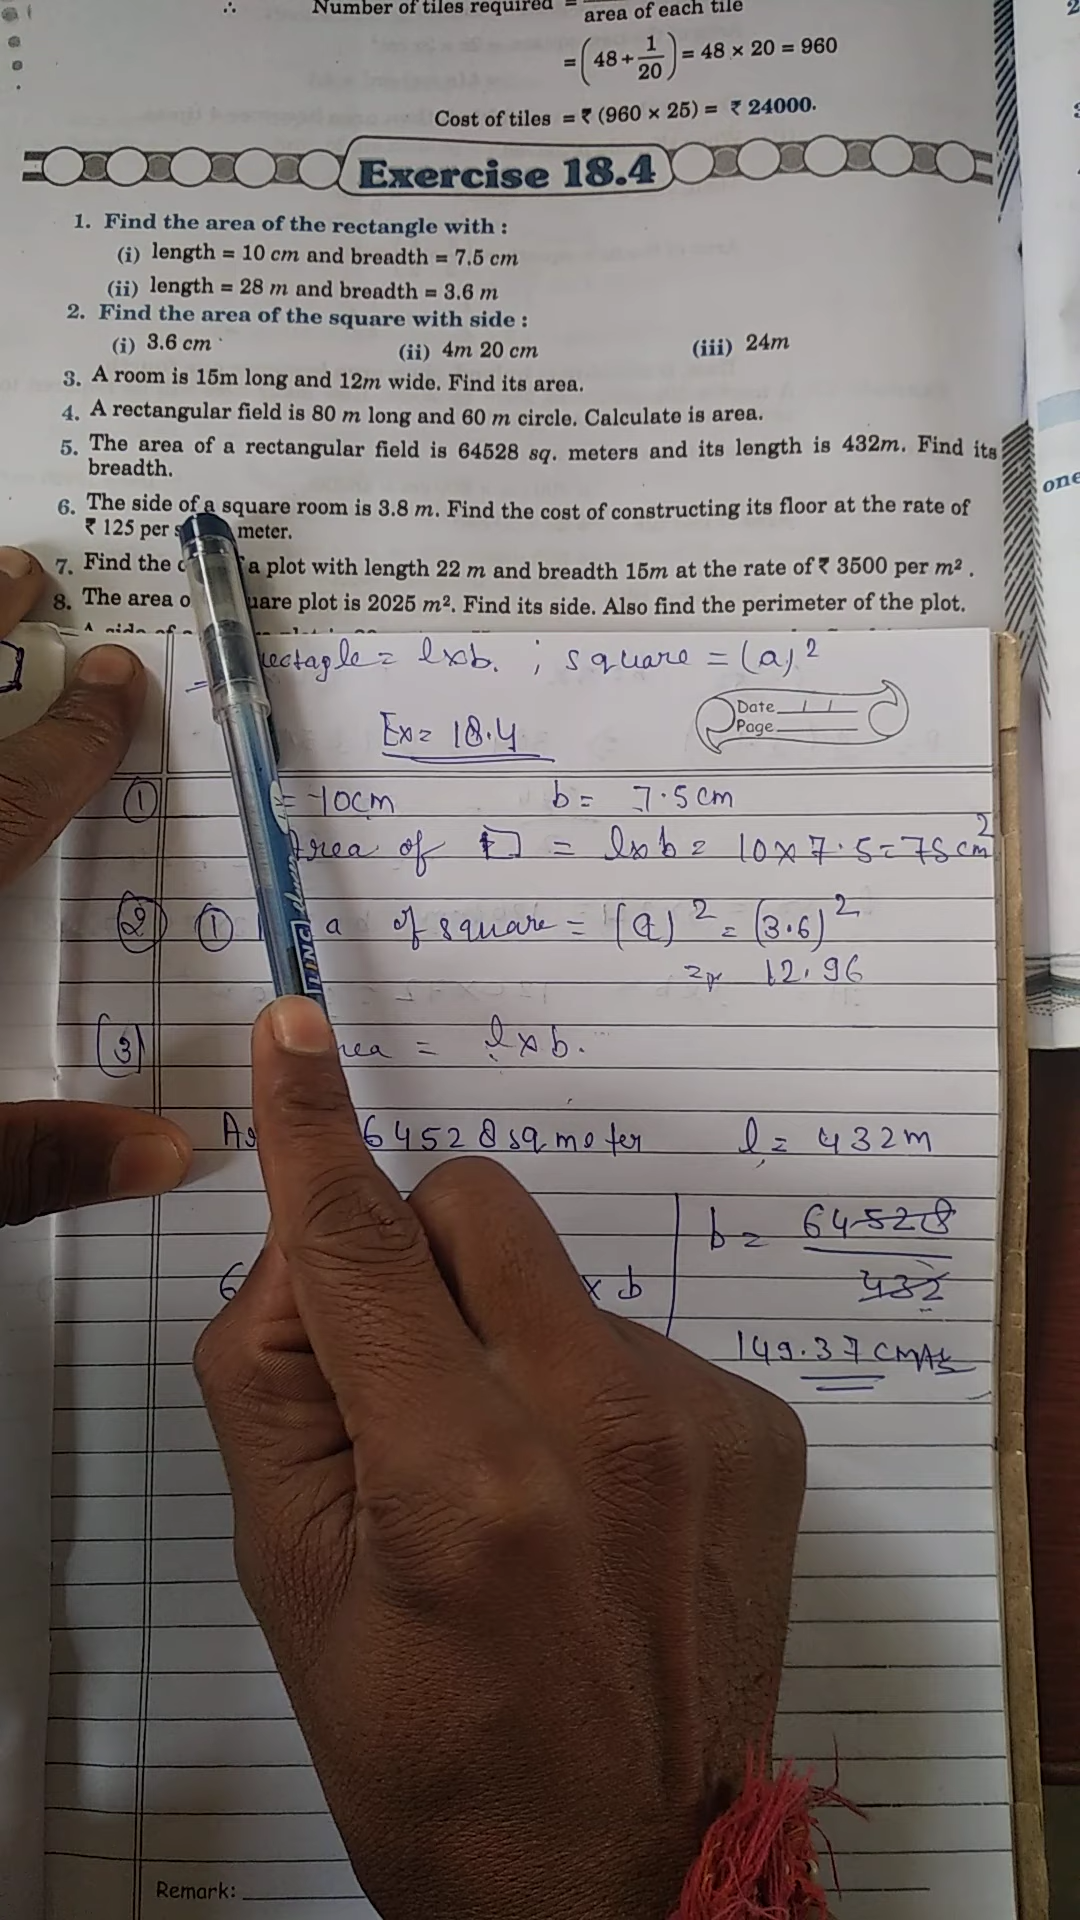 ∴ Number of tiles required =
area of each tile
= (48 ÷ 1/20) = 48 × 20 = 960
Cost of tiles = ₹ (960 × 25) = ₹ 24000.
Exercise 18.4
1. Find the area of the rectangle with :
(i) length = 10 cm and breadth = 7.5 cm
(ii) length = 28 m and breadth = 3.6 m
2. Find the area of the square with side :
(i) 3.6 cm (ii) 4m 20 cm (iii) 24m
3. A room is 15m long and 12m wide. Find its area.
4. A rectangular field is 80 m long and 60 m circle. Calculate is area.
5. The area of a rectangular field is 64528 sq. meters and its length is 432m. Find its
breadth.
6. The side of a square room is 3.8 m. Find the cost of constructing its floor at the rate of
₹ 125 per meter.
7. Find the a plot with length 22 m and breadth 15m at the rate of ₹ 3500 per m².
8. The area plot is 2025 m². Find its side. Also find the perimeter of the plot.
one
= l×b. ; square = (a)²
Date
Page
Ex = 18.4
① = 10cm b = 7.5cm
of = l×b = 10×7.5=75cm²
② ① of square = (a)² = (3.6)²
= 12.96
(3) = l×b.
64528 sq meter l = 432m
× b
b = 64528
432
149.37 cm Ans
LINC
Remark: